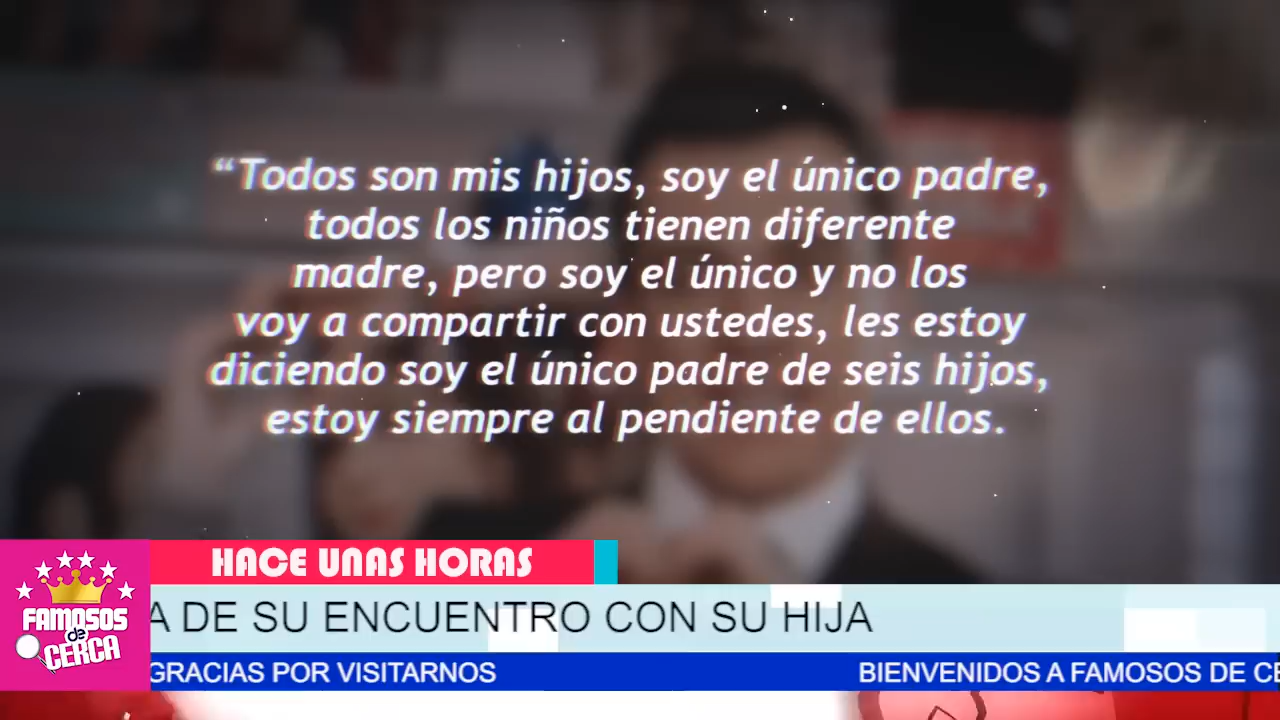 “Todos son mis hijos, soy el único padre,
todos los niños tienen diferente
madre, pero soy el único y no los
voy a compartir con ustedes, les estoy
diciendo soy el único padre de seis hijos,
estoy siempre al pendiente de ellos.
HACE UNAS HORAS
A DE SU ENCUENTRO CON SU HIJA
FAMOSOS
de
CERCA
GRACIAS POR VISITARNOS
BIENVENIDOS A FAMOSOS DE CE